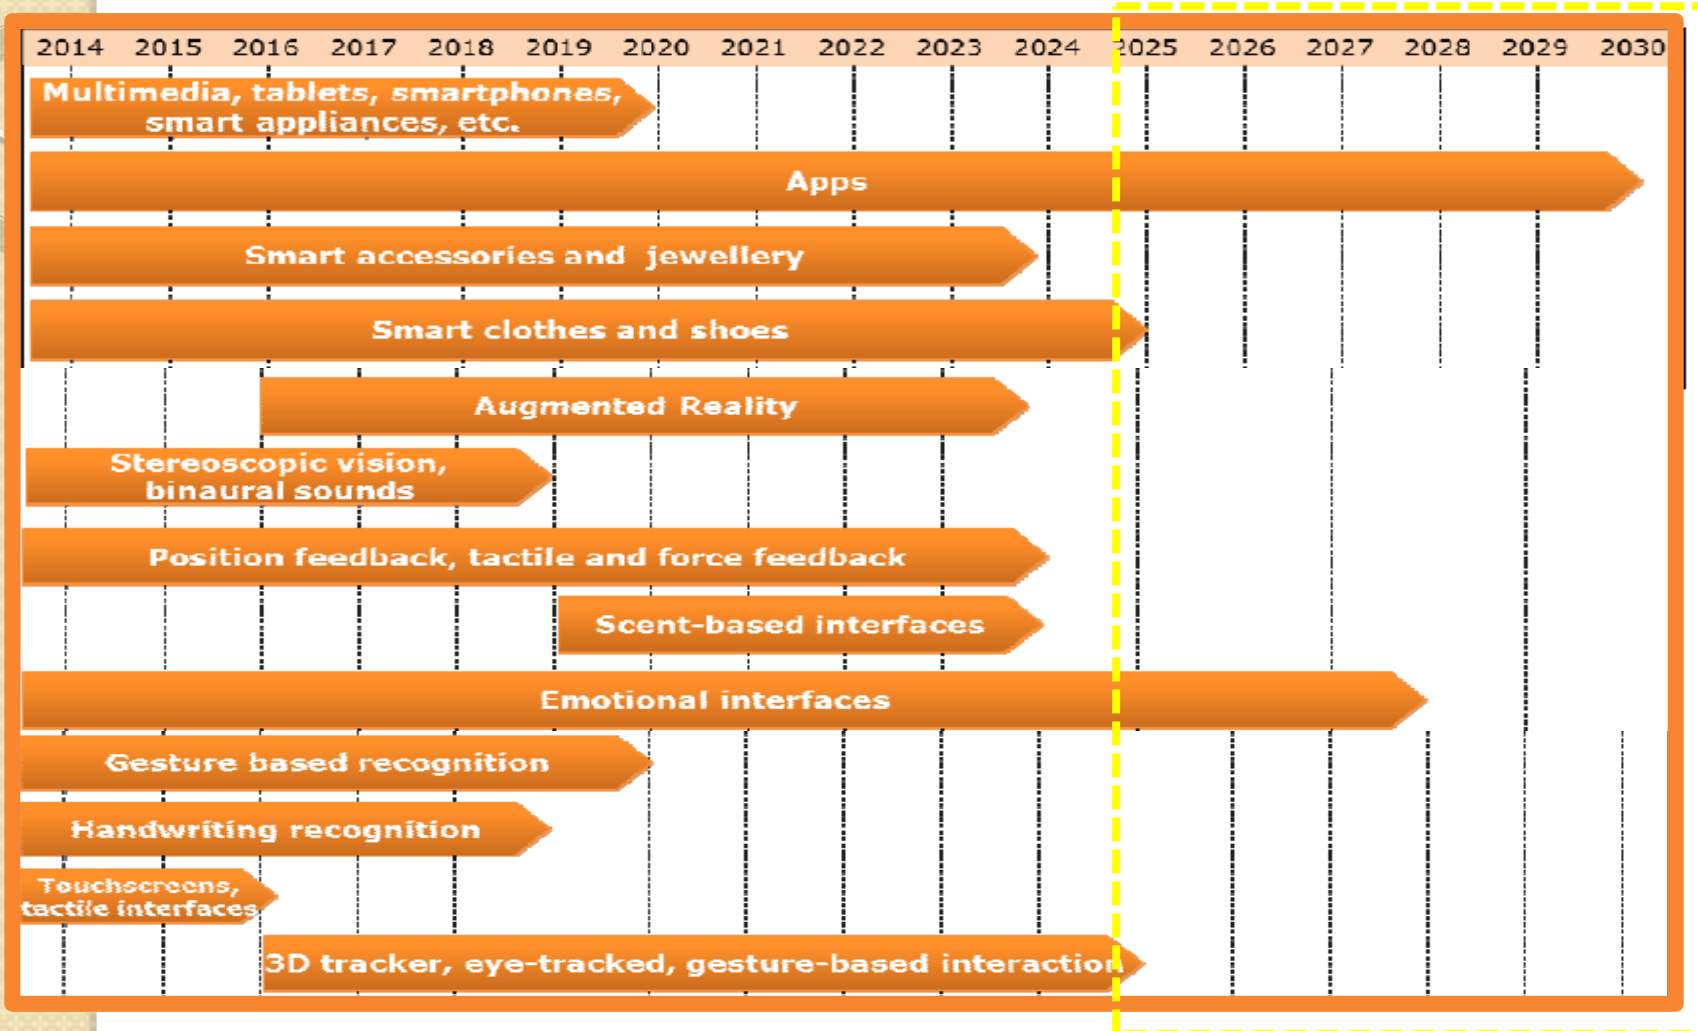 2014 2015 2016 2017 2018 2019 2020 2021 2022 2023 2024 2025 2026 2027 2028 2029 2030
Multimedia, tablets, smartphones,
smart appliances, etc.
Apps
Smart accessories and jewellery
Smart clothes and shoes
Augmented Reality
Stereoscopic vision,
binaural sounds
Position feedback, tactile and force feedback
Scent-based interfaces
Emotional interfaces
Gesture based recognition
Handwriting recognition
Touchscreens,
tactile interfaces
3D tracker, eye-tracked, gesture-based interaction